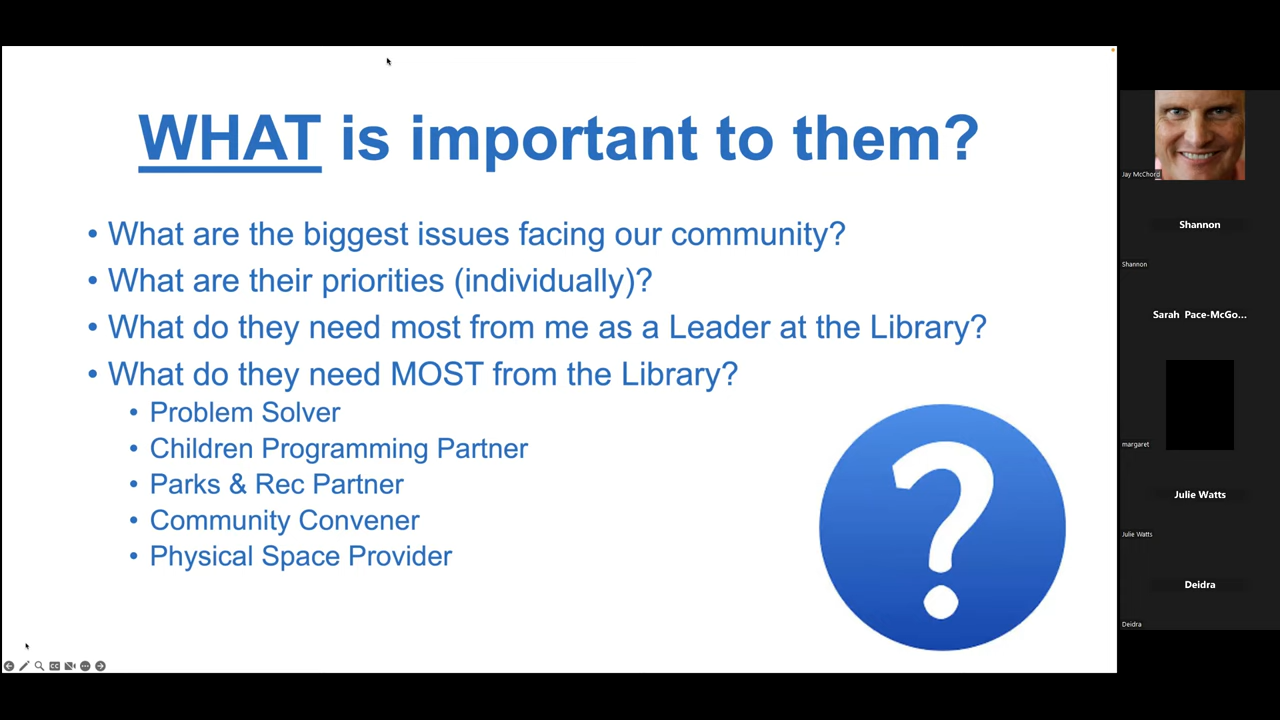 WHAT is important to them?
• What are the biggest issues facing our community?
• What are their priorities (individually)?
• What do they need most from me as a Leader at the Library?
• What do they need MOST from the Library?
• Problem Solver
• Children Programming Partner
• Parks & Rec Partner
• Community Convener
• Physical Space Provider
?
CC
Jay McChord
Shannon
Shannon
Sarah Pace-McGo...
margaret
Julie Watts
Julie Watts
Deidra
Deidra